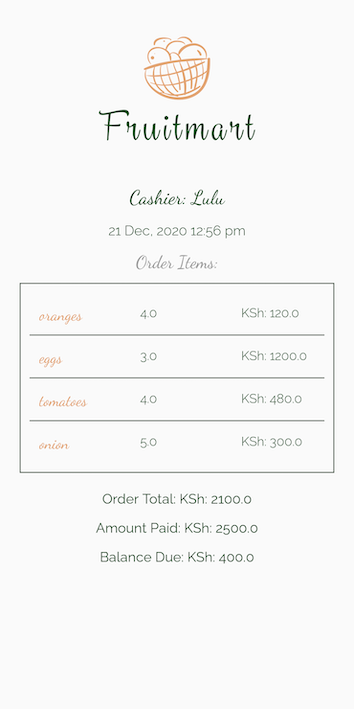 Fruitmart
Cashier: Lulu
21 Dec, 2020 12:56 pm
Order Items:
oranges 4.0 KSh: 120.0
eggs 3.0 KSh: 1200.0
tomatoes 4.0 KSh: 480.0
onion 5.0 KSh: 300.0
Order Total: KSh: 2100.0
Amount Paid: KSh: 2500.0
Balance Due: KSh: 400.0